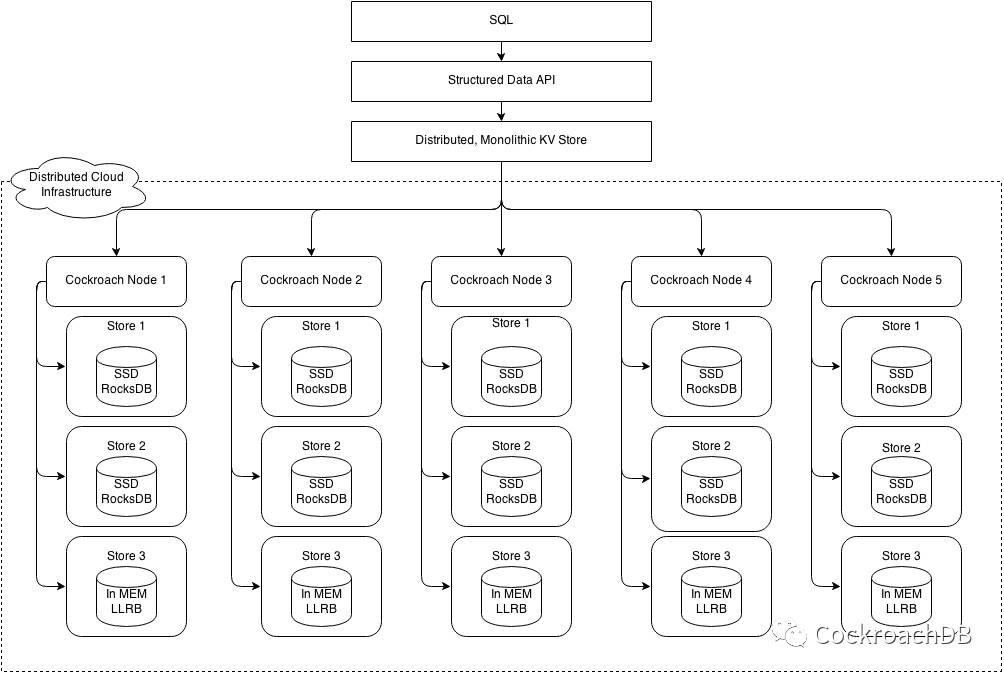 SQL
Structured Data API
Distributed, Monolithic KV Store
Distributed Cloud
Infrastructure
Cockroach Node 1
Cockroach Node 2
Cockroach Node 3
Cockroach Node 4
Cockroach Node 5
Store 1
SSD
RocksDB
Store 1
SSD
RocksDB
Store 1
SSD
RocksDB
Store 1
SSD
RocksDB
Store 1
SSD
RocksDB
Store 2
SSD
RocksDB
Store 2
SSD
RocksDB
Store 2
SSD
RocksDB
Store 2
SSD
RocksDB
Store 2
SSD
RocksDB
Store 3
In MEM
LLRB
Store 3
In MEM
LLRB
Store 3
In MEM
LLRB
Store 3
In MEM
LLRB
Store 3
In MEM
LLRB
CockroachDB